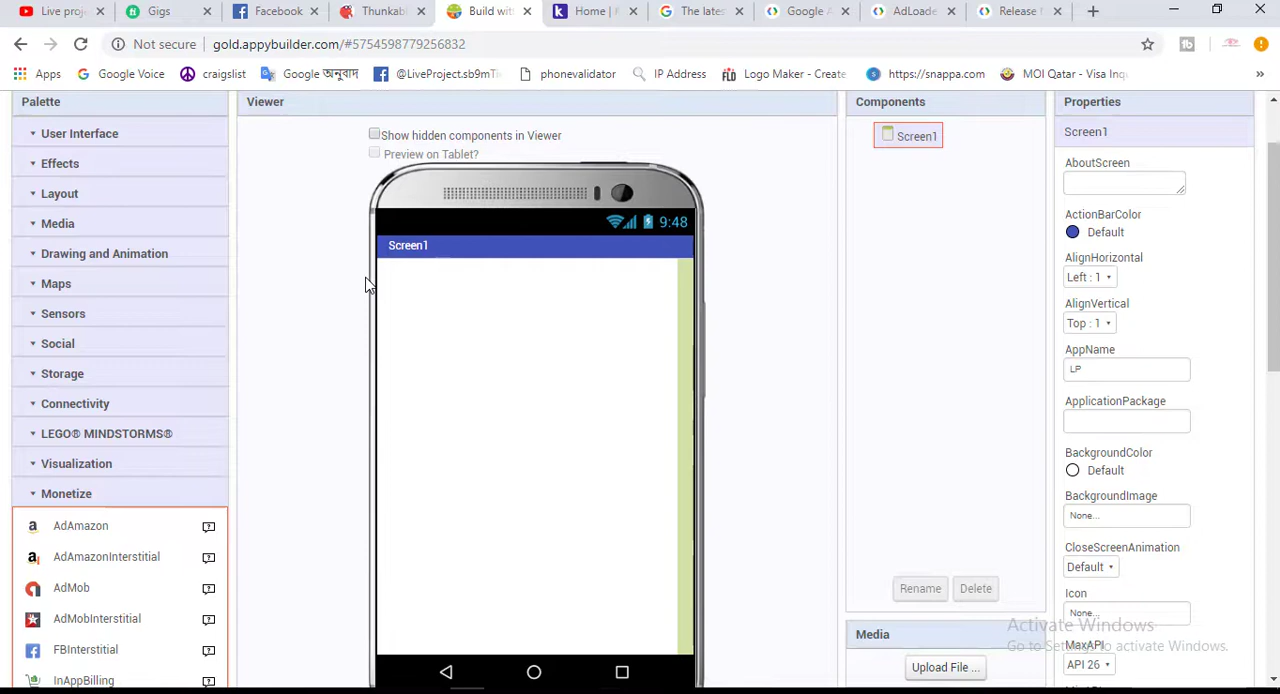 Live proj
Gigs
Facebook
Thunkab
Build wit
Home | F
The lates
Google A
AdLoade
Release
Not secure
gold.appybuilder.com/#5754598779256832
Apps
Google Voice
craigslist
Google অনুবাদ
@LiveProject.sb9mTi
phonevalidator
IP Address
Logo Maker - Create
https://snappa.com
MOI Qatar - Visa Inq
»
Palette
Viewer
Components
Properties
User Interface
Effects
Layout
Media
Drawing and Animation
Maps
Sensors
Social
Storage
Connectivity
LEGO® MINDSTORMS®
Visualization
Monetize
AdAmazon
AdAmazonInterstitial
AdMob
AdMobInterstitial
FBInterstitial
InAppBilling
Show hidden components in Viewer
Preview on Tablet?
9:48
Screen1
Screen1
Rename
Delete
Media
Upload File ...
Screen1
AboutScreen
ActionBarColor
Default
AlignHorizontal
Left : 1
AlignVertical
Top : 1
AppName
LP
ApplicationPackage
BackgroundColor
Default
BackgroundImage
None...
CloseScreenAnimation
Default
Icon
None...
MaxAPI
API 26
Activate Windows
Go to Settings to activate Windows.